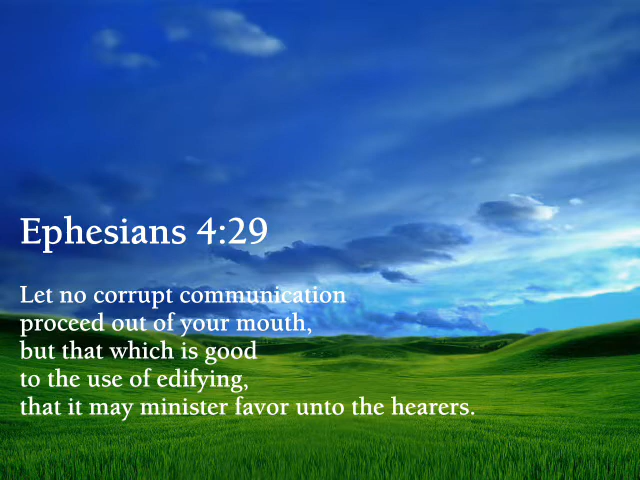 Ephesians 4:29
Let no corrupt communication
proceed out of your mouth,
but that which is good
to the use of edifying,
that it may minister favor unto the hearers.